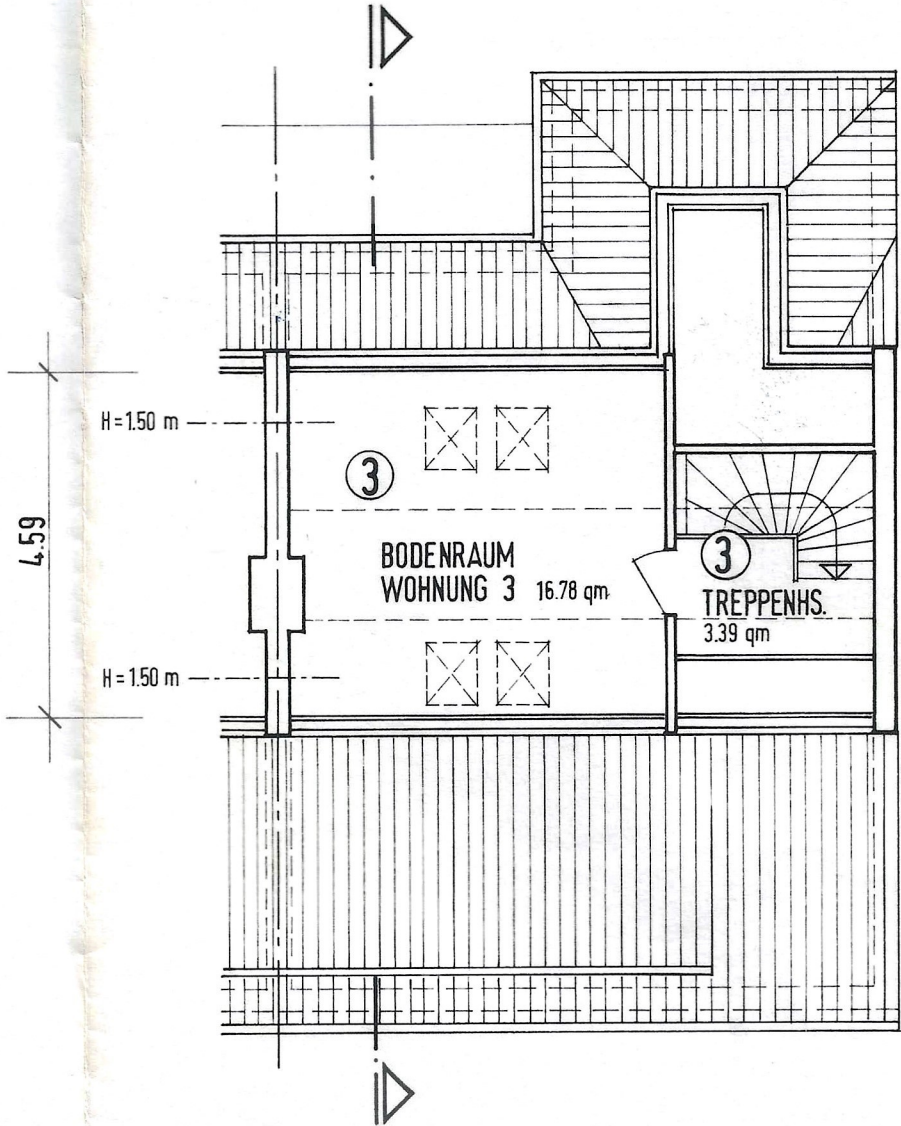 H=1.50 m
3
4.59
BODENRAUM
WOHNUNG 3 16.78 qm
3
TREPPENHS.
3.39 qm
H=1.50 m